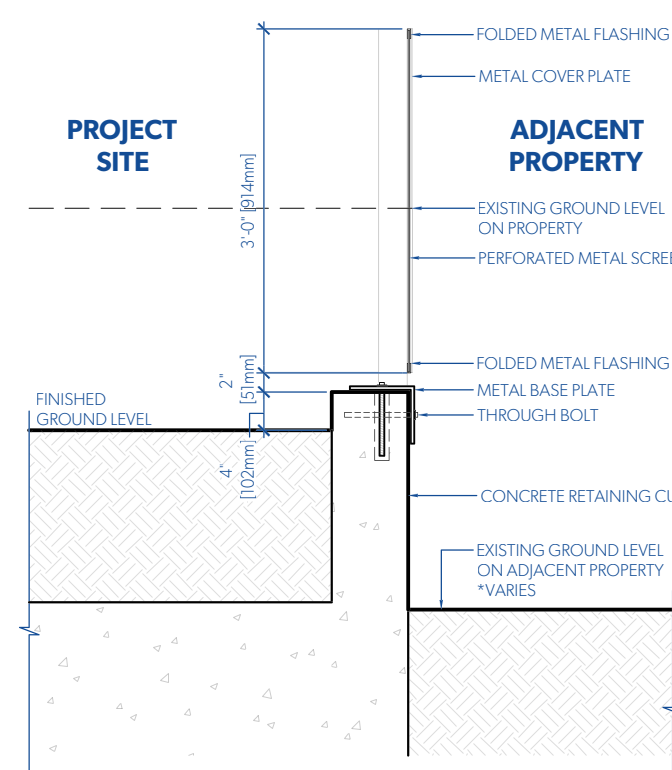 FOLDED METAL FLASHING
METAL COVER PLATE
PROJECT
SITE
ADJACENT
PROPERTY
3'-0" [914mm]
EXISTING GROUND LEVEL
ON PROPERTY
PERFORATED METAL SCREE
FOLDED METAL FLASHING
2"
[51mm]
METAL BASE PLATE
FINISHED
GROUND LEVEL
THROUGH BOLT
4"
[102mm]
CONCRETE RETAINING CU
EXISTING GROUND LEVEL
ON ADJACENT PROPERTY
*VARIES